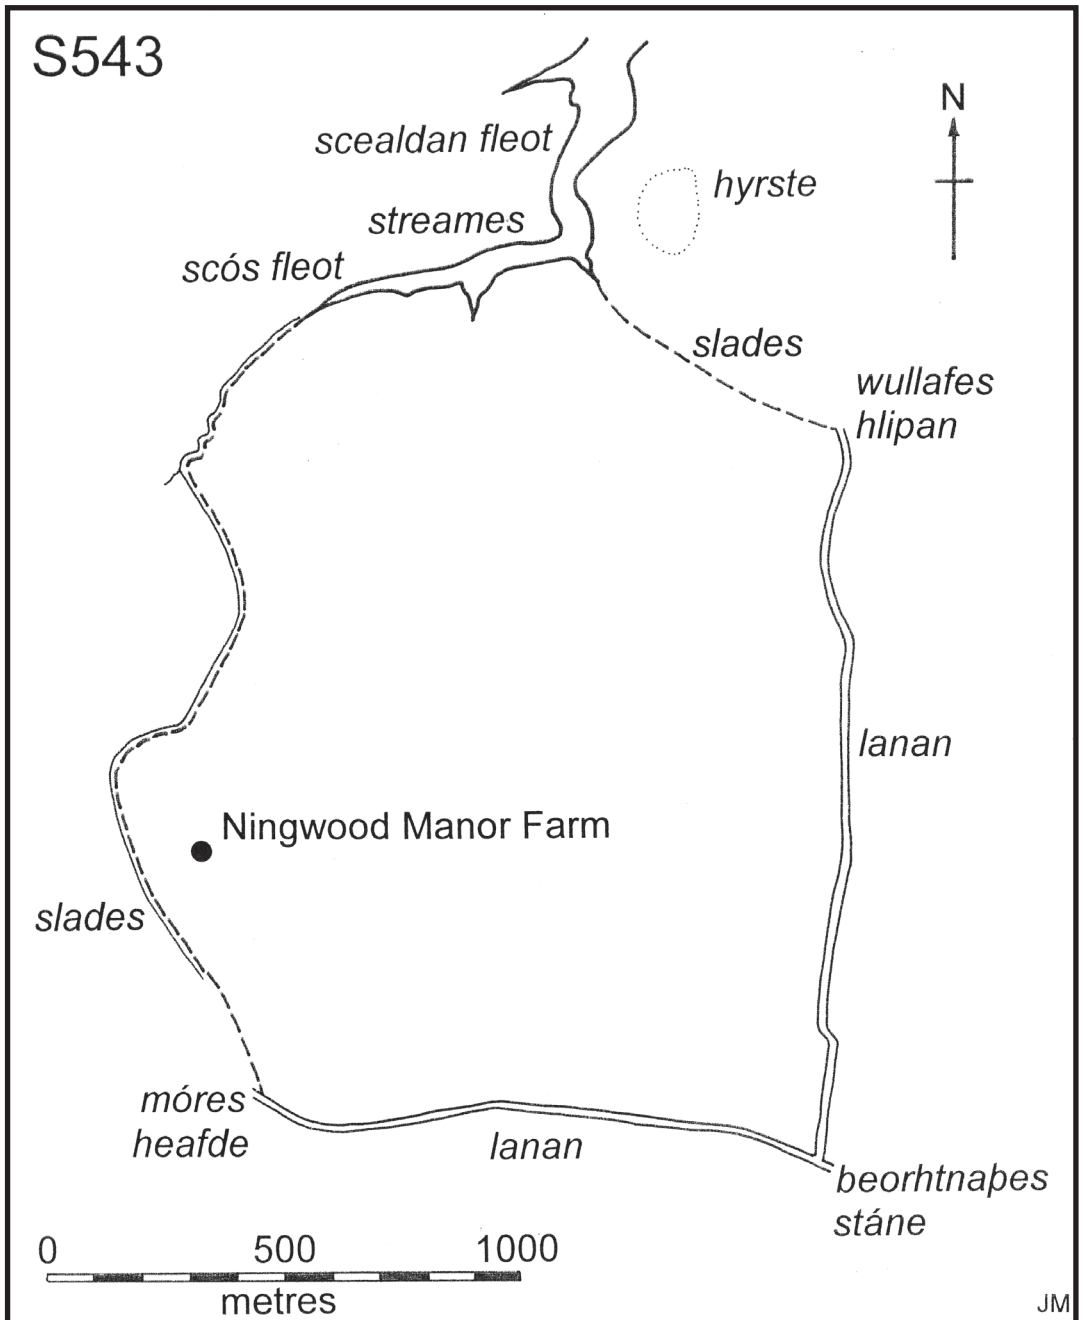 S543
N
scealdan fleot
hyrste
streames
scós fleot
slades
wullafes
hlipan
lanan
Ningwood Manor Farm
slades
móres
heafde
lanan
beorhtnaþes
stáne
0 500 1000
metres
JM